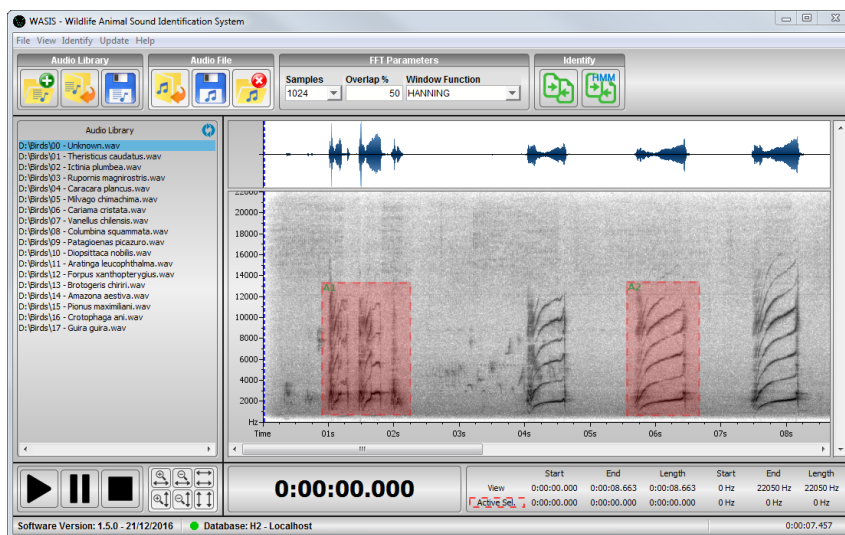 WASIS - Wildlife Animal Sound Identification System
File View Identify Update Help
Audio Library Audio File FFT Parameters Identify
Samples Overlap % Window Function
1024 50 HANNING
HMM
Audio Library
D:\Birds\00 - Unknown.wav
D:\Birds\01 - Theristicus caudatus.wav
D:\Birds\02 - Ictinia plumbea.wav
D:\Birds\03 - Rupornis magnirostris.wav
D:\Birds\04 - Caracara plancus.wav
D:\Birds\05 - Milvago chimachima.wav
D:\Birds\06 - Cariama cristata.wav
D:\Birds\07 - Vanellus chilensis.wav
D:\Birds\08 - Columbina squammata.wav
D:\Birds\09 - Patagioenas picazuro.wav
D:\Birds\10 - Diopsittaca nobilis.wav
D:\Birds\11 - Aratinga leucophthalma.wav
D:\Birds\12 - Forpus xanthopterygius.wav
D:\Birds\13 - Brotogeris chiriri.wav
D:\Birds\14 - Amazona aestiva.wav
D:\Birds\15 - Pionus maximiliani.wav
D:\Birds\16 - Crotophaga ani.wav
D:\Birds\17 - Guira guira.wav
22000
20000
18000
16000
14000
12000
10000
8000
6000
4000
2000
Hz
A1 A2
Time 01s 02s 03s 04s 05s 06s 07s 08s
0:00:00.000
Start End Length Start End Length
View 0:00:00.000 0:00:08.663 0:00:08.663 0 Hz 22050 Hz 22050 Hz
Active Sel. 0:00:00.000 0:00:00.000 0:00:00.000 0 Hz 0 Hz 0 Hz
Software Version: 1.5.0 - 21/12/2016 Database: H2 - Localhost 0:00:07.457